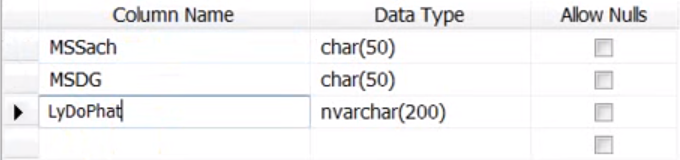 Column Name Data Type Allow Nulls
MSSach char(50)
MSDG char(50)
LyDoPhat nvarchar(200)